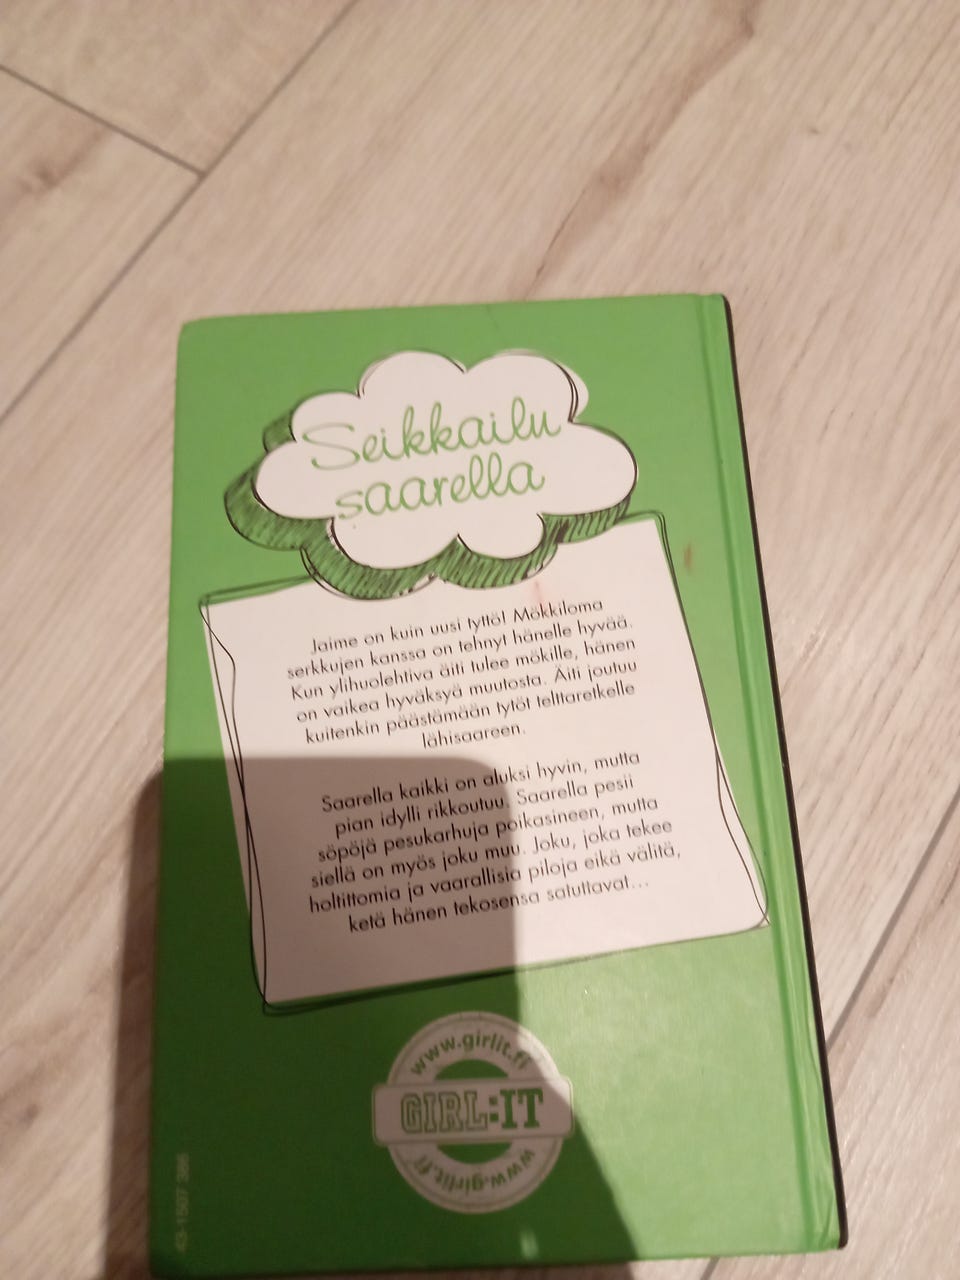 Seikkailu
saarella
Jaime on kuin uusi tyttö! Mökkiloma
serkkujen kanssa on tehnyt hänelle hyvää.
Kun ylihuolehtiva äiti tulee mökille, hänen
on vaikea hyväksyä muutosta. Äiti joutuu
kuitenkin päästämään tytöt telttaretkelle
lähisaareen.
Saarella kaikki on aluksi hyvin, mutta
pian idylli rikkoutuu. Saarella pesii
söpöjä pesukarhuja poikasineen, mutta
siellä on myös joku muu. Joku, joka tekee
holtittomia ja vaarallisia piloja eikä välitä,
ketä hänen tekosensa satuttavat...
www.girlit.fi
GIRL:IT
www.girlit.fi
43-1507 388